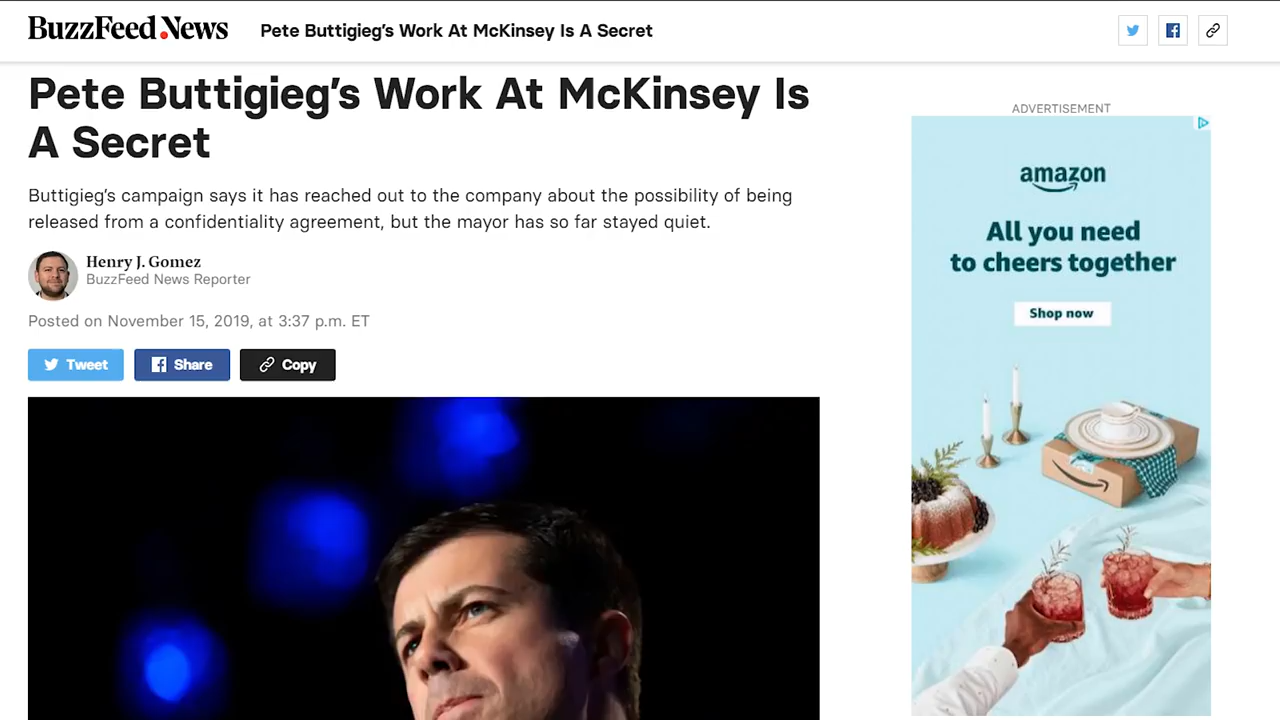 BuzzFeed News
Pete Buttigieg's Work At McKinsey Is A Secret
Pete Buttigieg's Work At McKinsey Is
A Secret
Buttigieg's campaign says it has reached out to the company about the possibility of being
released from a confidentiality agreement, but the mayor has so far stayed quiet.
Henry J. Gomez
BuzzFeed News Reporter
Posted on November 15, 2019, at 3:37 p.m. ET
Tweet
Share
Copy
ADVERTISEMENT
amazon
All you need
to cheers together
Shop now